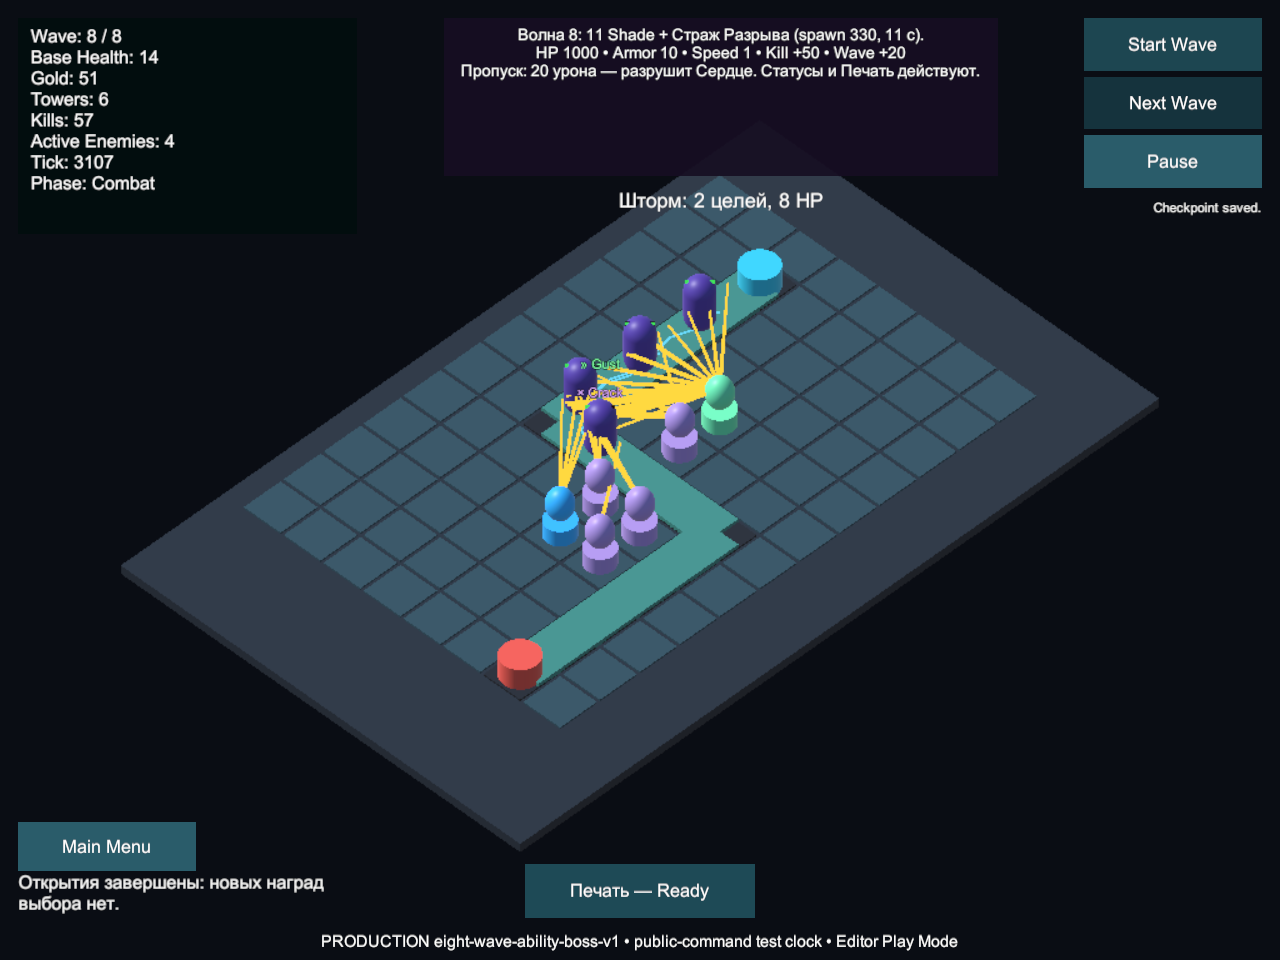 Wave: 8 / 8
Base Health: 14
Gold: 51
Towers: 6
Kills: 57
Active Enemies: 4
Tick: 3107
Phase: Combat
Волна 8: 11 Shade + Страж Разрыва (spawn 330, 11 с).
HP 1000 • Armor 10 • Speed 1 • Kill +50 • Wave +20
Пропуск: 20 урона — разрушит Сердце. Статусы и Печать действуют.
Start Wave
Next Wave
Pause
Checkpoint saved.
Шторм: 2 целей, 8 HP
» Gust
Main Menu
Открытия завершены: новых наград
выбора нет.
Печать — Ready
PRODUCTION eight-wave-ability-boss-v1 • public-command test clock • Editor Play Mode